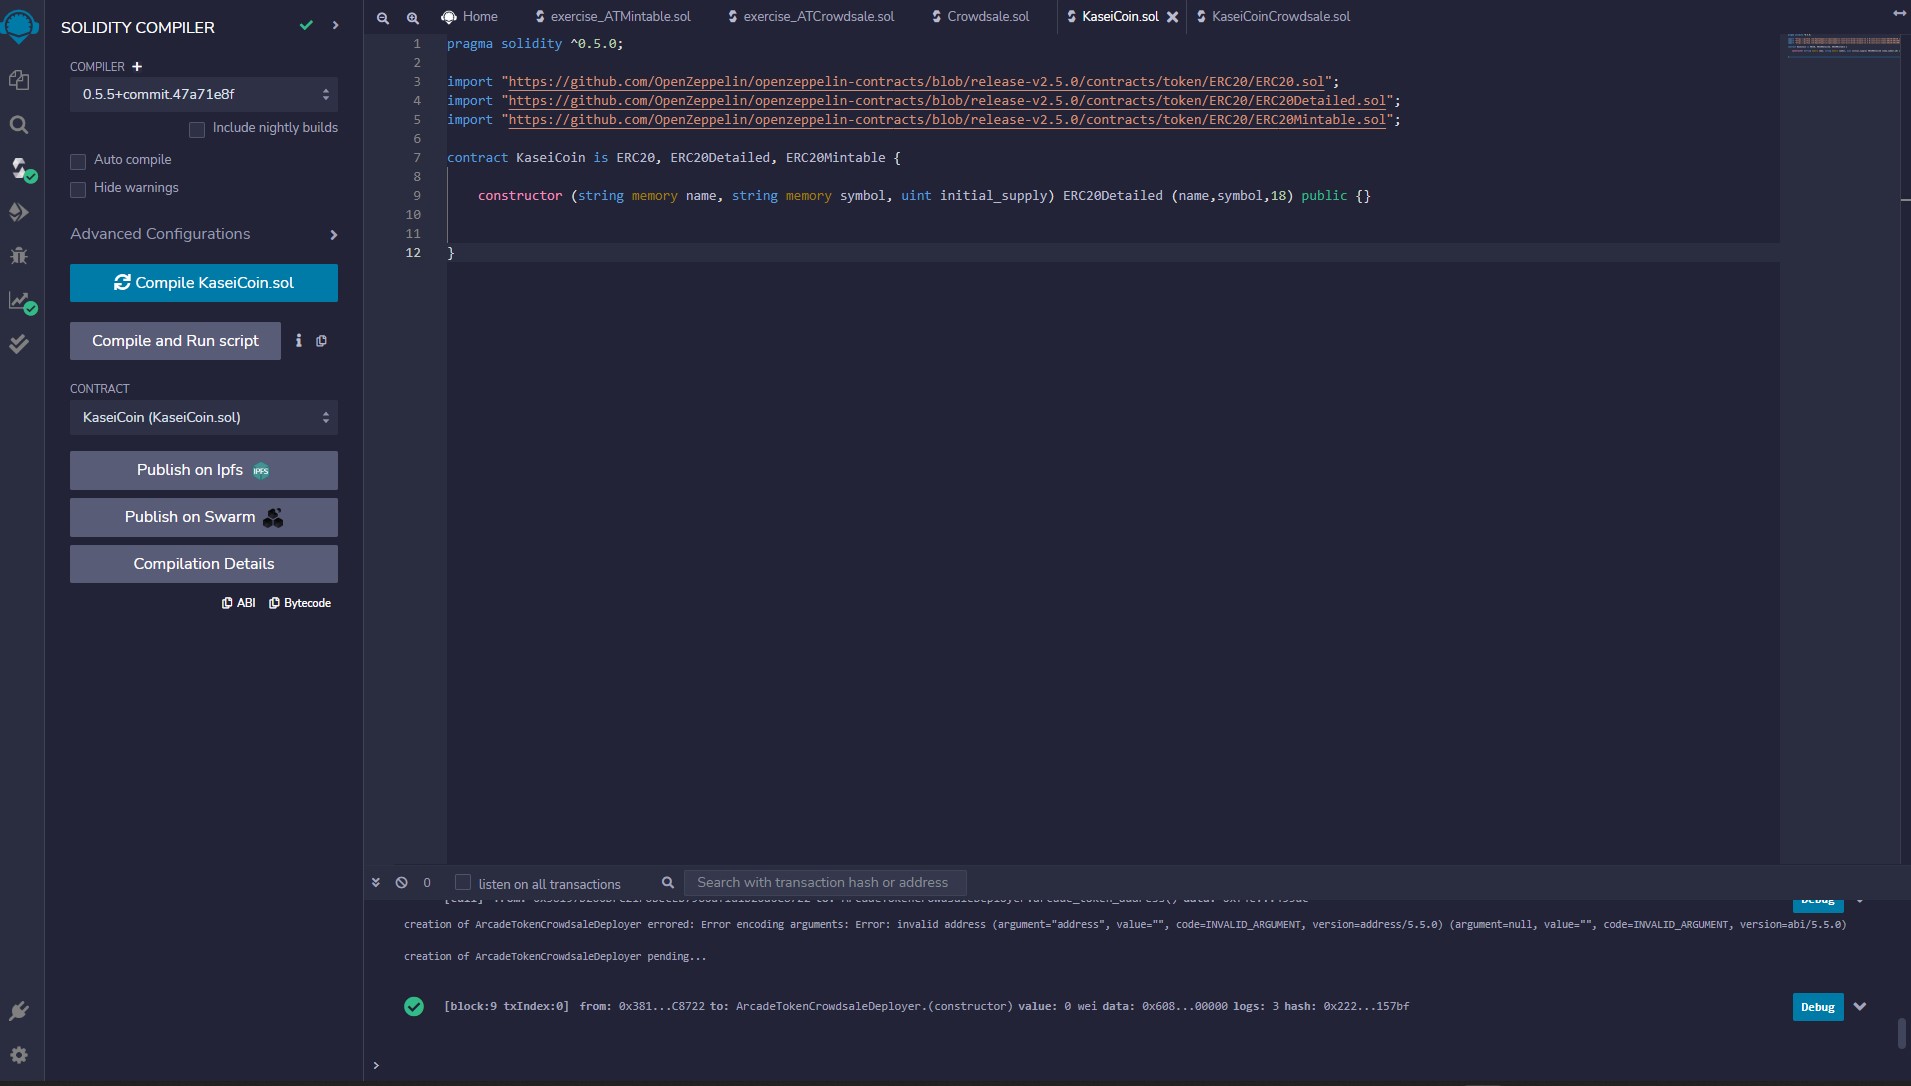 SOLIDITY COMPILER
COMPILER
0.5.5+commit.47a71e8f
Include nightly builds
Auto compile
Hide warnings
Advanced Configurations
Compile KaseiCoin.sol
Compile and Run script
CONTRACT
KaseiCoin (KaseiCoin.sol)
Publish on Ipfs
IPFS
Publish on Swarm
Compilation Details
ABI Bytecode
Home exercise_ATMintable.sol exercise_ATCrowdsale.sol Crowdsale.sol KaseiCoin.sol KaseiCoinCrowdsale.sol
1 pragma solidity ^0.5.0;
2
3 import "https://github.com/OpenZeppelin/openzeppelin-contracts/blob/release-v2.5.0/contracts/token/ERC20/ERC20.sol";
4 import "https://github.com/OpenZeppelin/openzeppelin-contracts/blob/release-v2.5.0/contracts/token/ERC20/ERC20Detailed.sol";
5 import "https://github.com/OpenZeppelin/openzeppelin-contracts/blob/release-v2.5.0/contracts/token/ERC20/ERC20Mintable.sol";
6
7 contract KaseiCoin is ERC20, ERC20Detailed, ERC20Mintable {
8
9 constructor (string memory name, string memory symbol, uint initial_supply) ERC20Detailed (name,symbol,18) public {}
10
11
12 }
0 listen on all transactions Search with transaction hash or address
Debug
creation of ArcadeTokenCrowdsaleDeployer errored: Error encoding arguments: Error: invalid address (argument="address", value="", code=INVALID_ARGUMENT, version=address/5.5.0) (argument=null, value="", code=INVALID_ARGUMENT, version=abi/5.5.0)
creation of ArcadeTokenCrowdsaleDeployer pending...
[block:9 txIndex:0] from: 0x381...C8722 to: ArcadeTokenCrowdsaleDeployer.(constructor) value: 0 wei data: 0x608...00000 logs: 3 hash: 0x222...157bf Debug
>